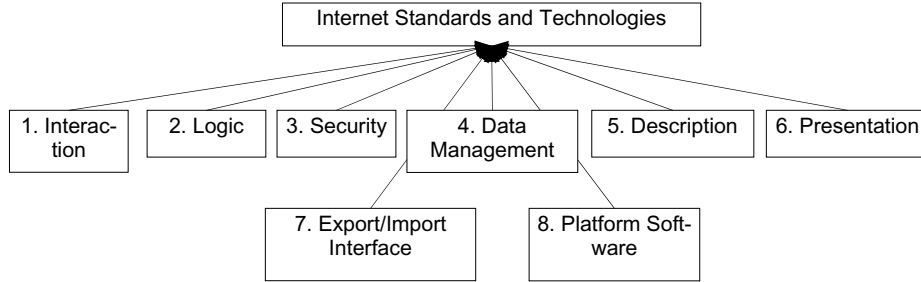 Internet Standards and Technologies
1. Interac-
tion
2. Logic
3. Security
4. Data
Management
5. Description
6. Presentation
7. Export/Import
Interface
8. Platform Soft-
ware